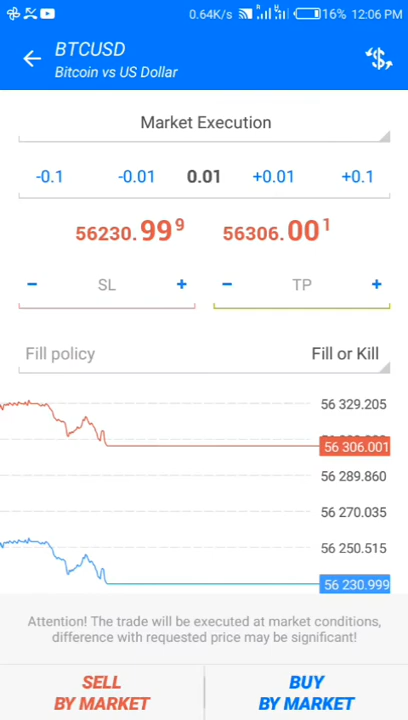 0.64K/s 16% 12:06 PM
BTCUSD
Bitcoin vs US Dollar
Market Execution
-0.1 -0.01 0.01 +0.01 +0.1
56230.999 56306.001
− SL + − TP +
Fill policy Fill or Kill
56 329.205
56 306.001
56 289.860
56 270.035
56 250.515
56 230.999
Attention! The trade will be executed at market conditions,
difference with requested price may be significant!
SELL BUY
BY MARKET BY MARKET